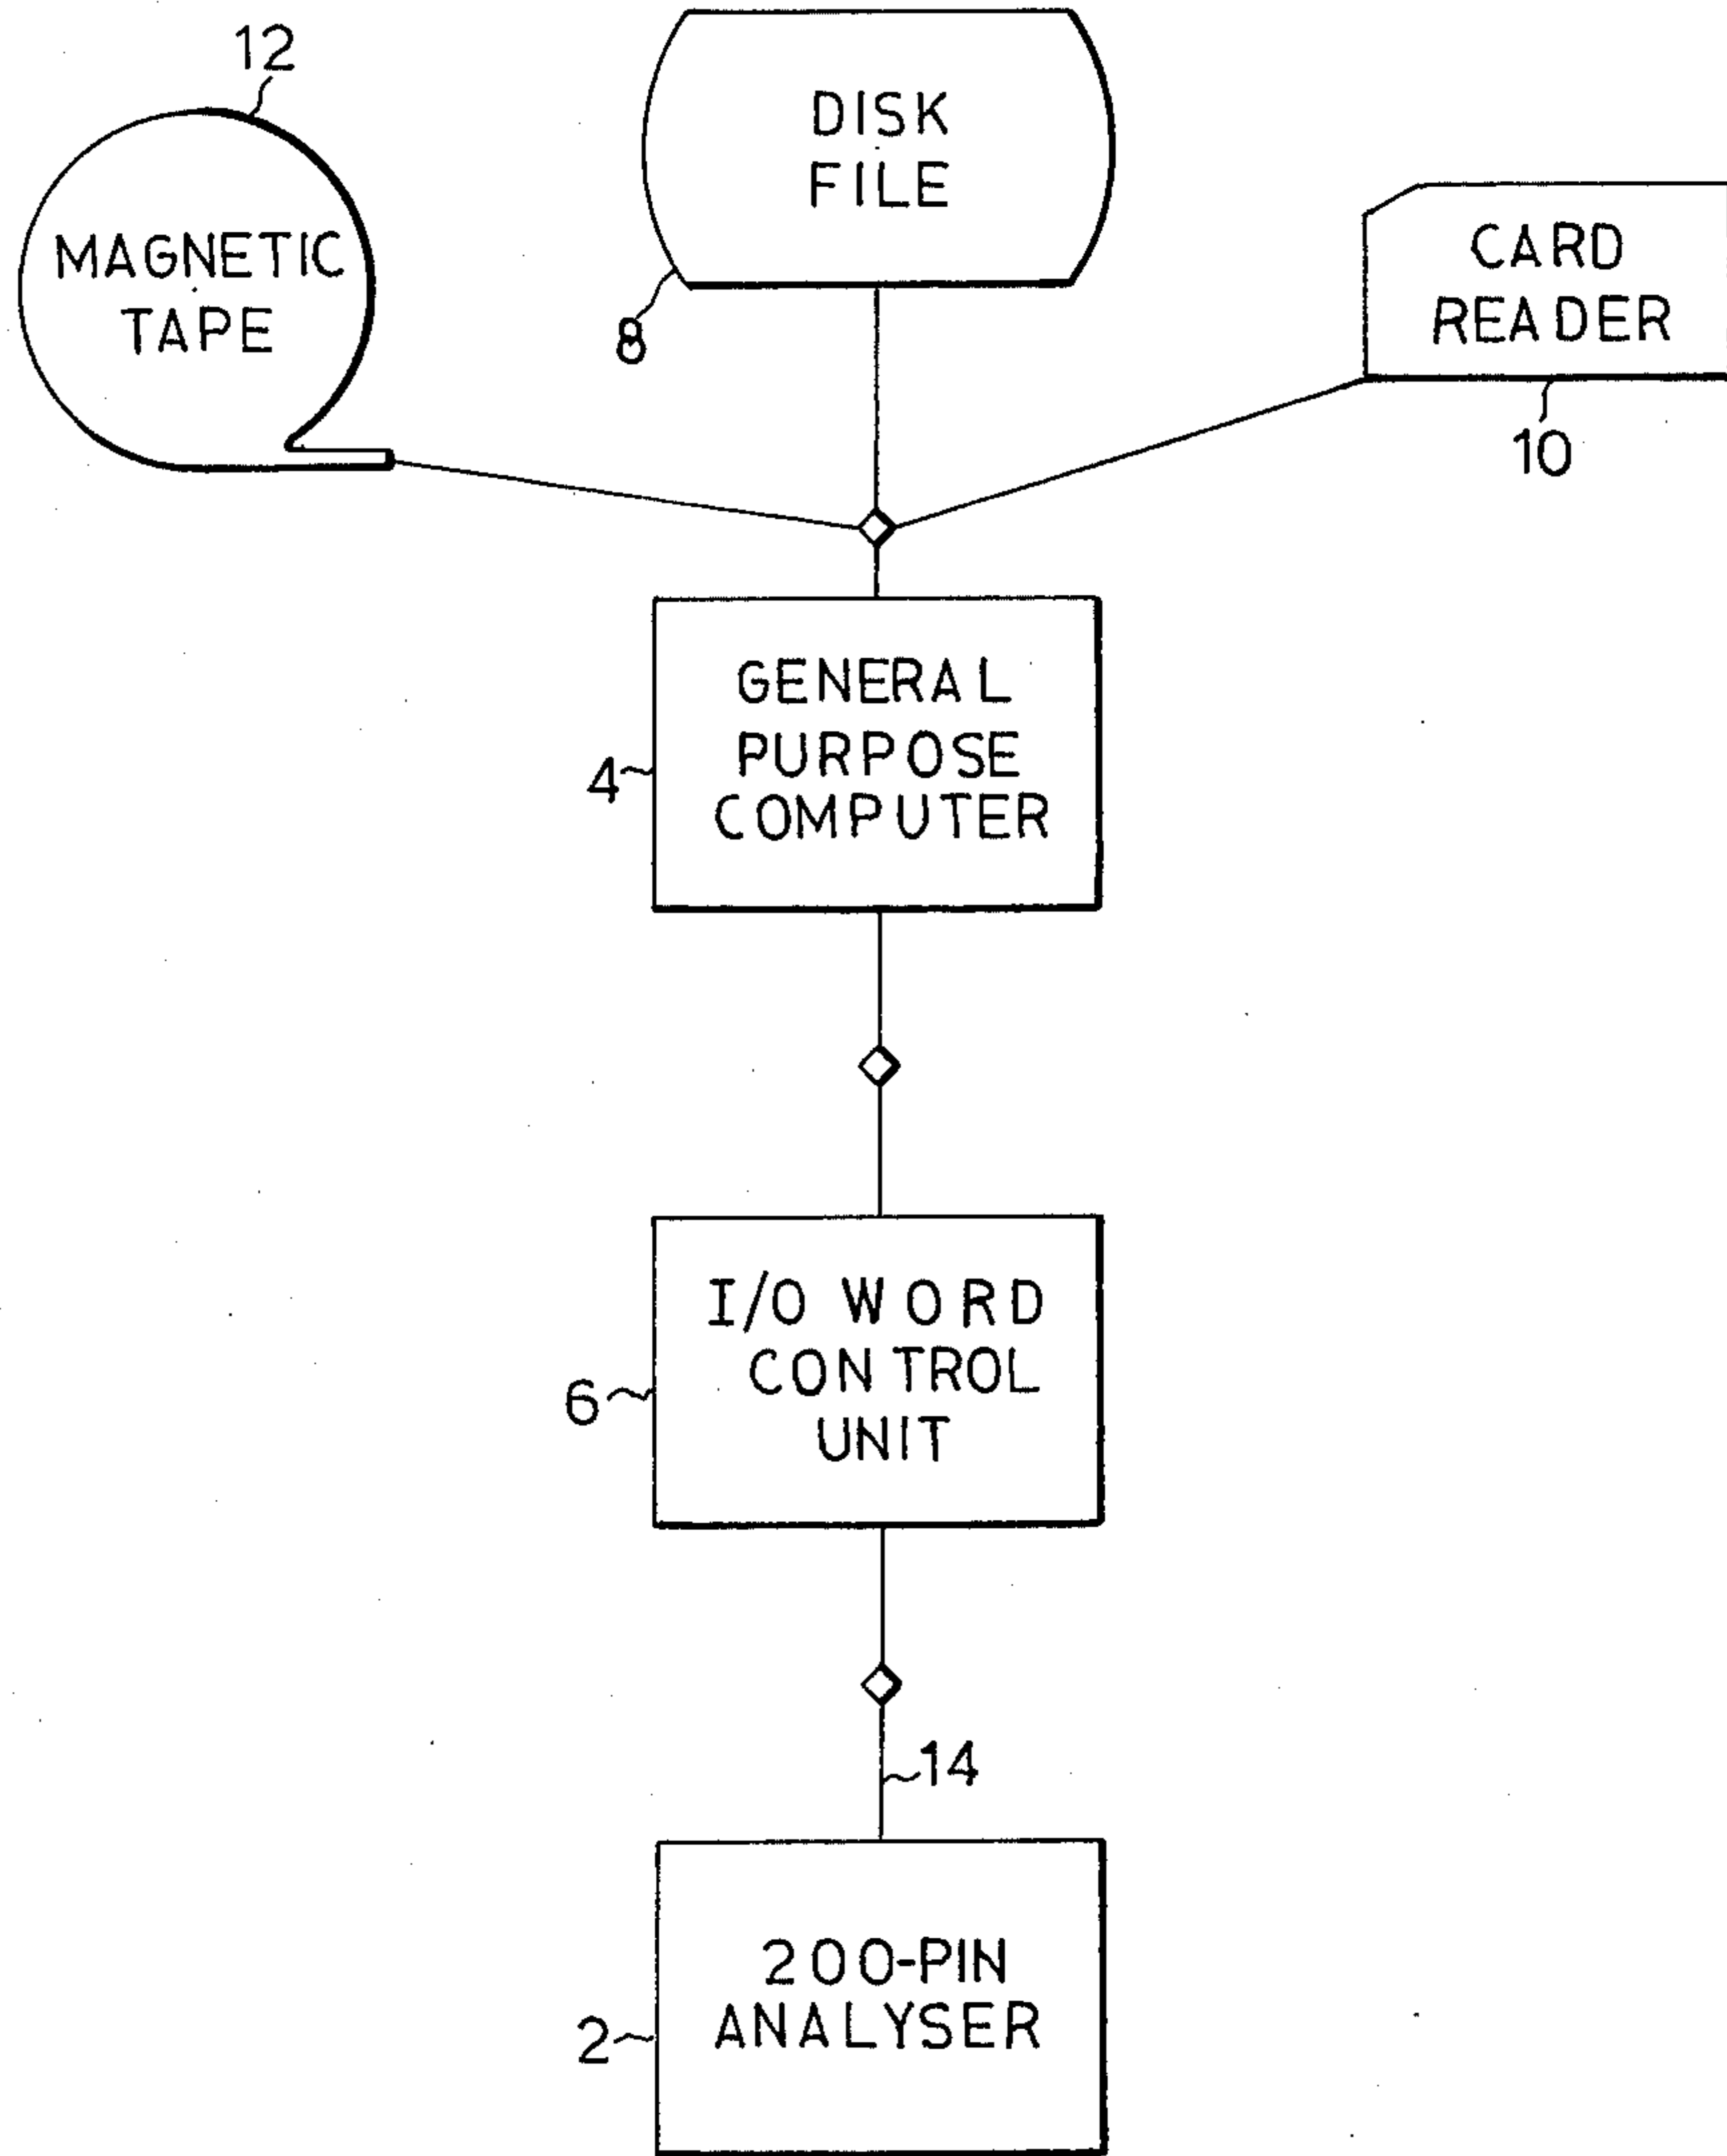 12
MAGNETIC
TAPE
DISK
FILE
8
CARD
READER
10
GENERAL
PURPOSE
COMPUTER
4
I/O WORD
CONTROL
UNIT
6
14
200-PIN
ANALYSER
2